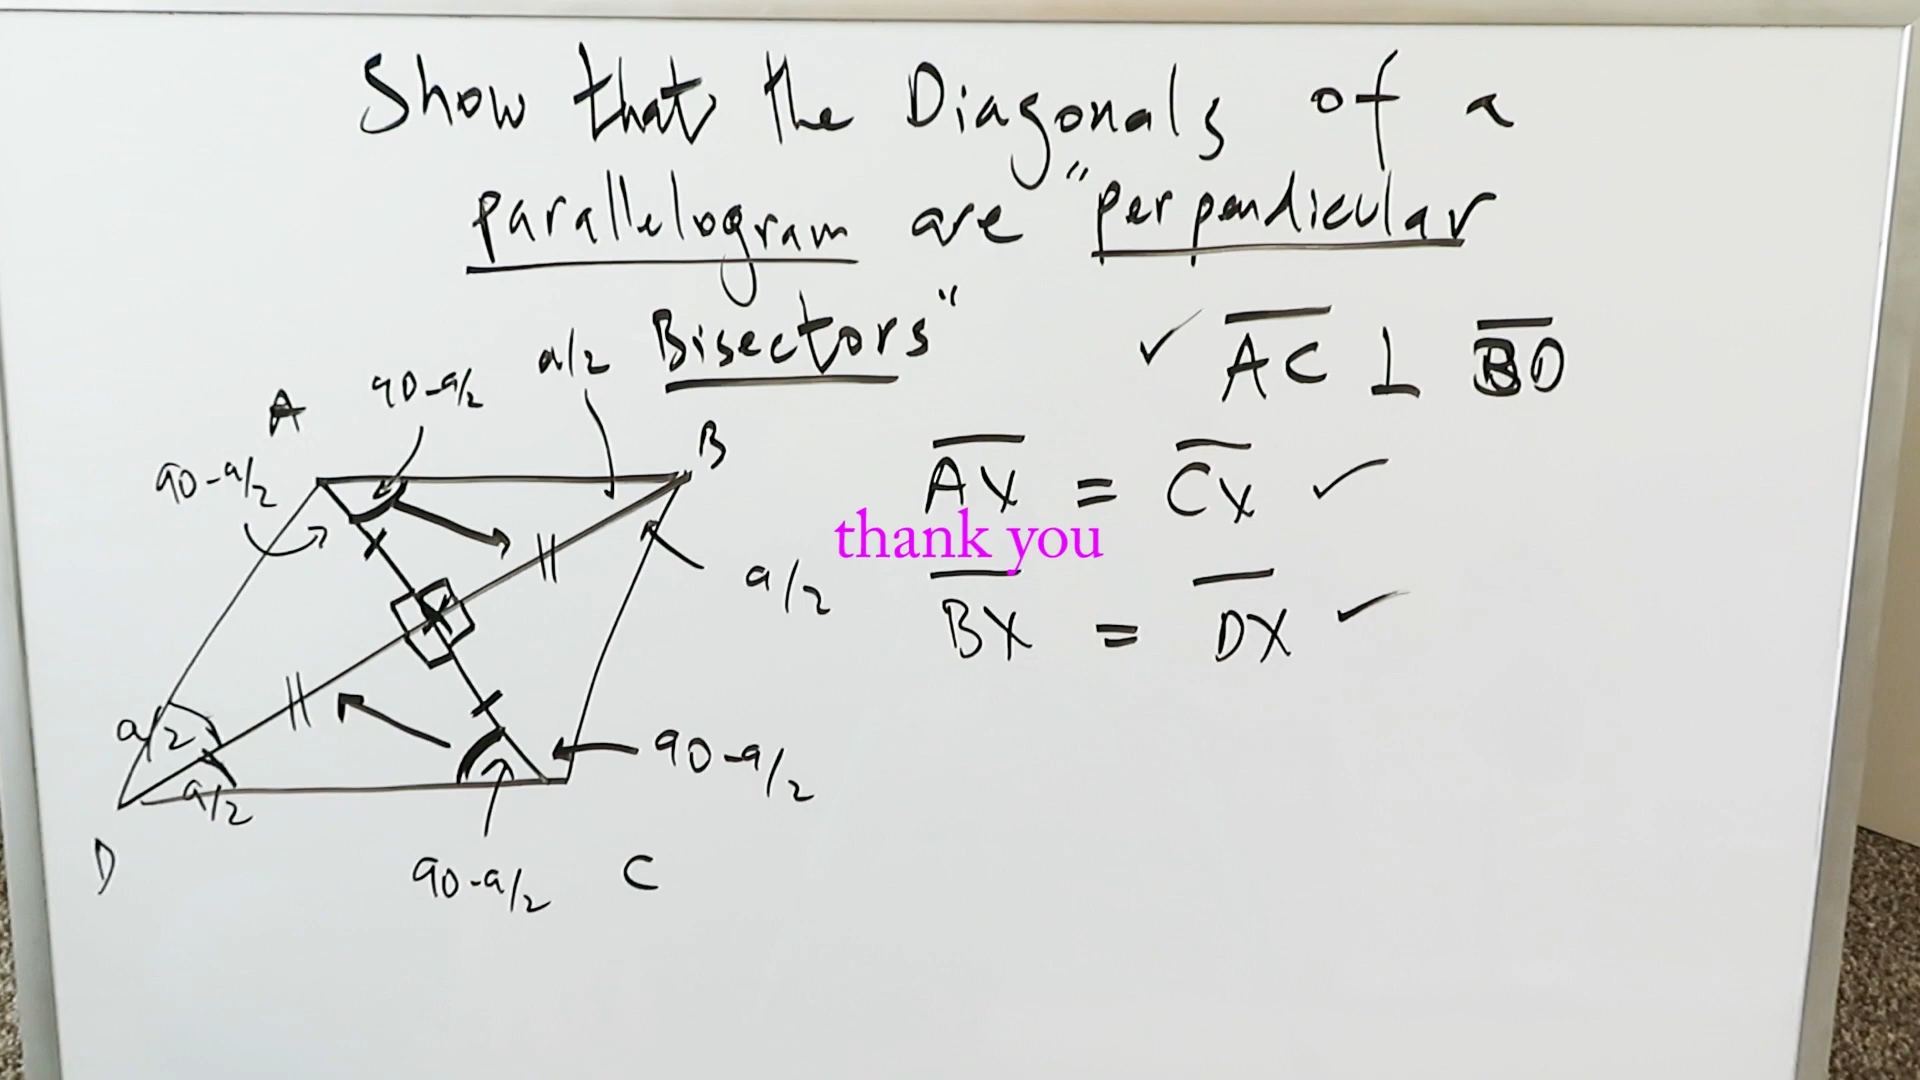 Show that the Diagonals of a
parallelogram are "perpendicular
Bisectors"
✓ AC ⊥ BD
AX = CX ✓
thank you
BX = DX ✓
A
90-a/2
a/2
B
90-a/2
a/2
X
a/2
a/2
90-a/2
D
90-a/2
C